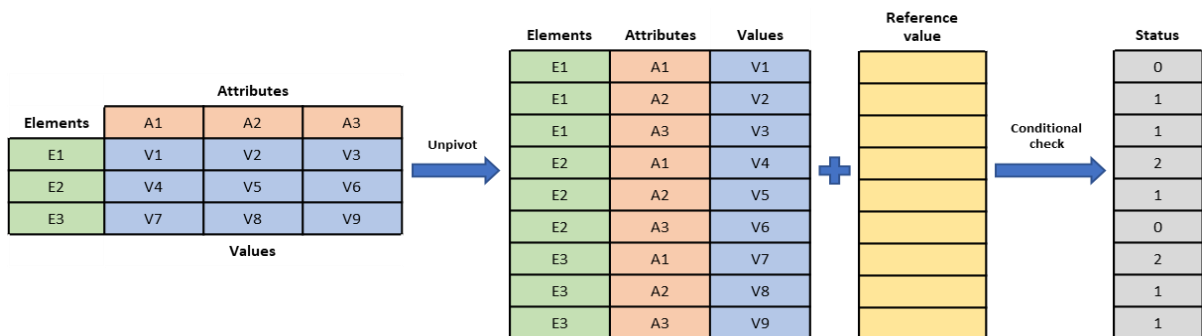 Attributes
Elements A1 A2 A3
E1 V1 V2 V3
E2 V4 V5 V6
E3 V7 V8 V9
Values
Unpivot
Elements Attributes Values
E1 A1 V1
E1 A2 V2
E1 A3 V3
E2 A1 V4
E2 A2 V5
E2 A3 V6
E3 A1 V7
E3 A2 V8
E3 A3 V9
Reference
value
Conditional
check
Status
0
1
1
2
1
0
2
1
1